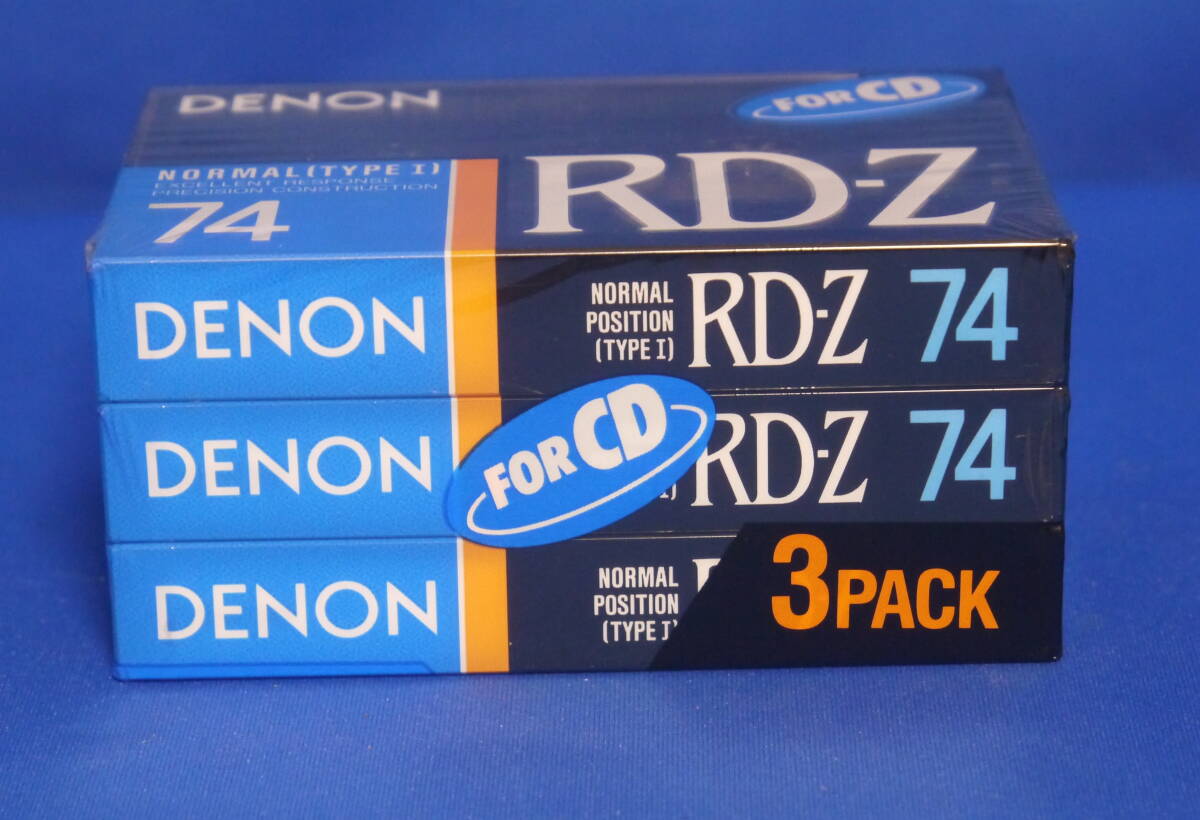 DENON
FOR CD
NORMAL (TYPE I)
EXCELLENT RESPONSE
PRECISION CONSTRUCTION
74
RD-Z
DENON
NORMAL
POSITION
(TYPE I)
RD-Z
74
DENON
FOR CD
RD-Z
74
DENON
NORMAL
POSITION
(TYPE I)
3 PACK